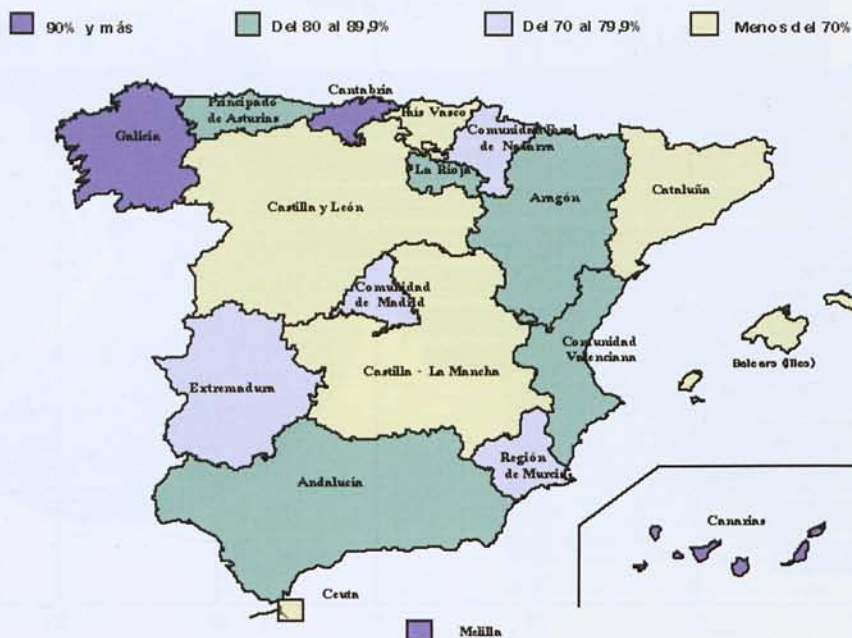 90% y más
Del 80 al 89,9%
Del 70 al 79,9%
Menos del 70%
Cantabria
Principado
de Asturias
País Vasco
Galicia
Comunidad Foral
de Navarra
La Rioja
Cataluña
Aragón
Castilla y León
Comunidad
de Madrid
Comunidad
Valenciana
Balears (Illes)
Castilla - La Mancha
Extremadura
Región
de Murcia
Andalucía
Canarias
Ceuta
Melilla